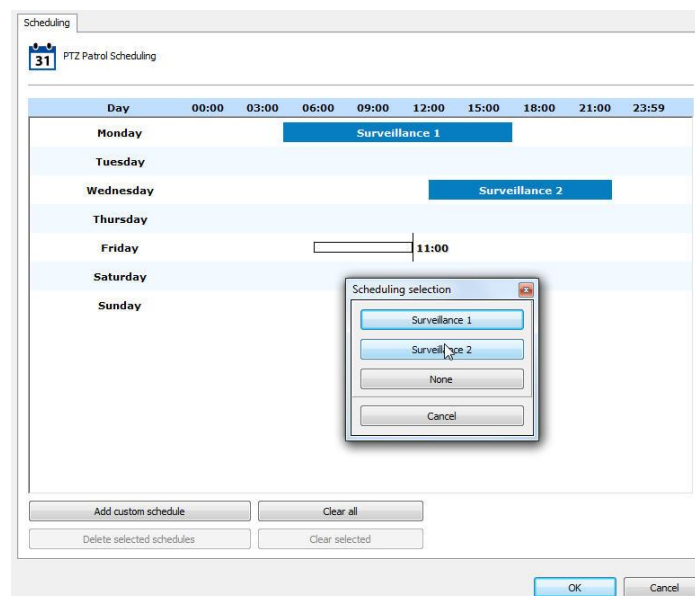 Scheduling
31 PTZ Patrol Scheduling
Day 00:00 03:00 06:00 09:00 12:00 15:00 18:00 21:00 23:59
Monday Surveillance 1
Tuesday
Wednesday Surveillance 2
Thursday
Friday 11:00
Saturday
Sunday
Scheduling selection
Surveillance 1
Surveillance 2
None
Cancel
Add custom schedule Clear all
Delete selected schedules Clear selected
OK Cancel